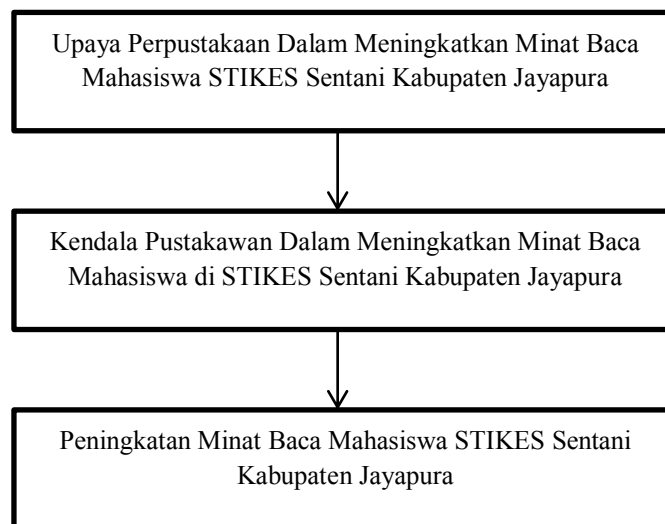 Upaya Perpustakaan Dalam Meningkatkan Minat Baca
Mahasiswa STIKES Sentani Kabupaten Jayapura
Kendala Pustakawan Dalam Meningkatkan Minat Baca
Mahasiswa di STIKES Sentani Kabupaten Jayapura
Peningkatan Minat Baca Mahasiswa STIKES Sentani
Kabupaten Jayapura